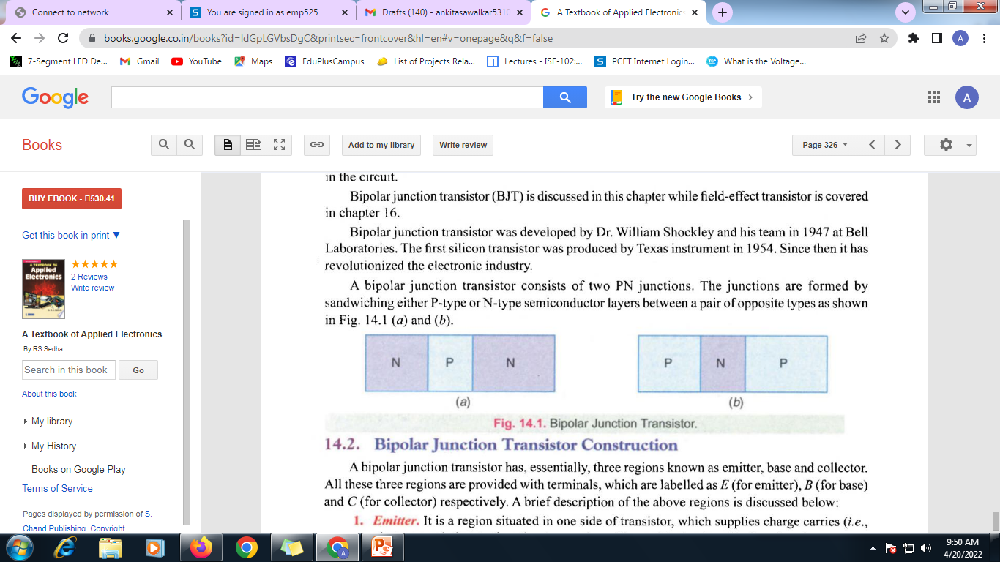 Connect to network
You are signed in as emp525
Drafts (140) - ankitasawalkar5310
A Textbook of Applied Electronics
books.google.co.in/books?id=IdGpLGVbsDgC&printsec=frontcover&hl=en#v=onepage&q&f=false
A
7-Segment LED De...
Gmail
YouTube
Maps
EduPlusCampus
List of Projects Rela...
Lectures - ISE-102:...
PCET Internet Login...
What is the Voltage...
Google
Try the new Google Books
A
Books
Add to my library
Write review
Page 326
BUY EBOOK - 530.41
Get this book in print ▼
A TEXTBOOK OF
Applied
Electronics
2 Reviews
Write review
A Textbook of Applied Electronics
By RS Sedha
Search in this book
Go
About this book
My library
My History
Books on Google Play
Terms of Service
Pages displayed by permission of S.
Chand Publishing. Copyright.
in the circuit.
Bipolar junction transistor (BJT) is discussed in this chapter while field-effect transistor is covered
in chapter 16.
Bipolar junction transistor was developed by Dr. William Shockley and his team in 1947 at Bell
Laboratories. The first silicon transistor was produced by Texas instrument in 1954. Since then it has
revolutionized the electronic industry.
A bipolar junction transistor consists of two PN junctions. The junctions are formed by
sandwiching either P-type or N-type semiconductor layers between a pair of opposite types as shown
in Fig. 14.1 (a) and (b).
N P N
P N P
(a)
(b)
Fig. 14.1. Bipolar Junction Transistor.
14.2. Bipolar Junction Transistor Construction
A bipolar junction transistor has, essentially, three regions known as emitter, base and collector.
All these three regions are provided with terminals, which are labelled as E (for emitter), B (for base)
and C (for collector) respectively. A brief description of the above regions is discussed below:
1. Emitter. It is a region situated in one side of transistor, which supplies charge carries (i.e.,
9:50 AM
4/20/2022